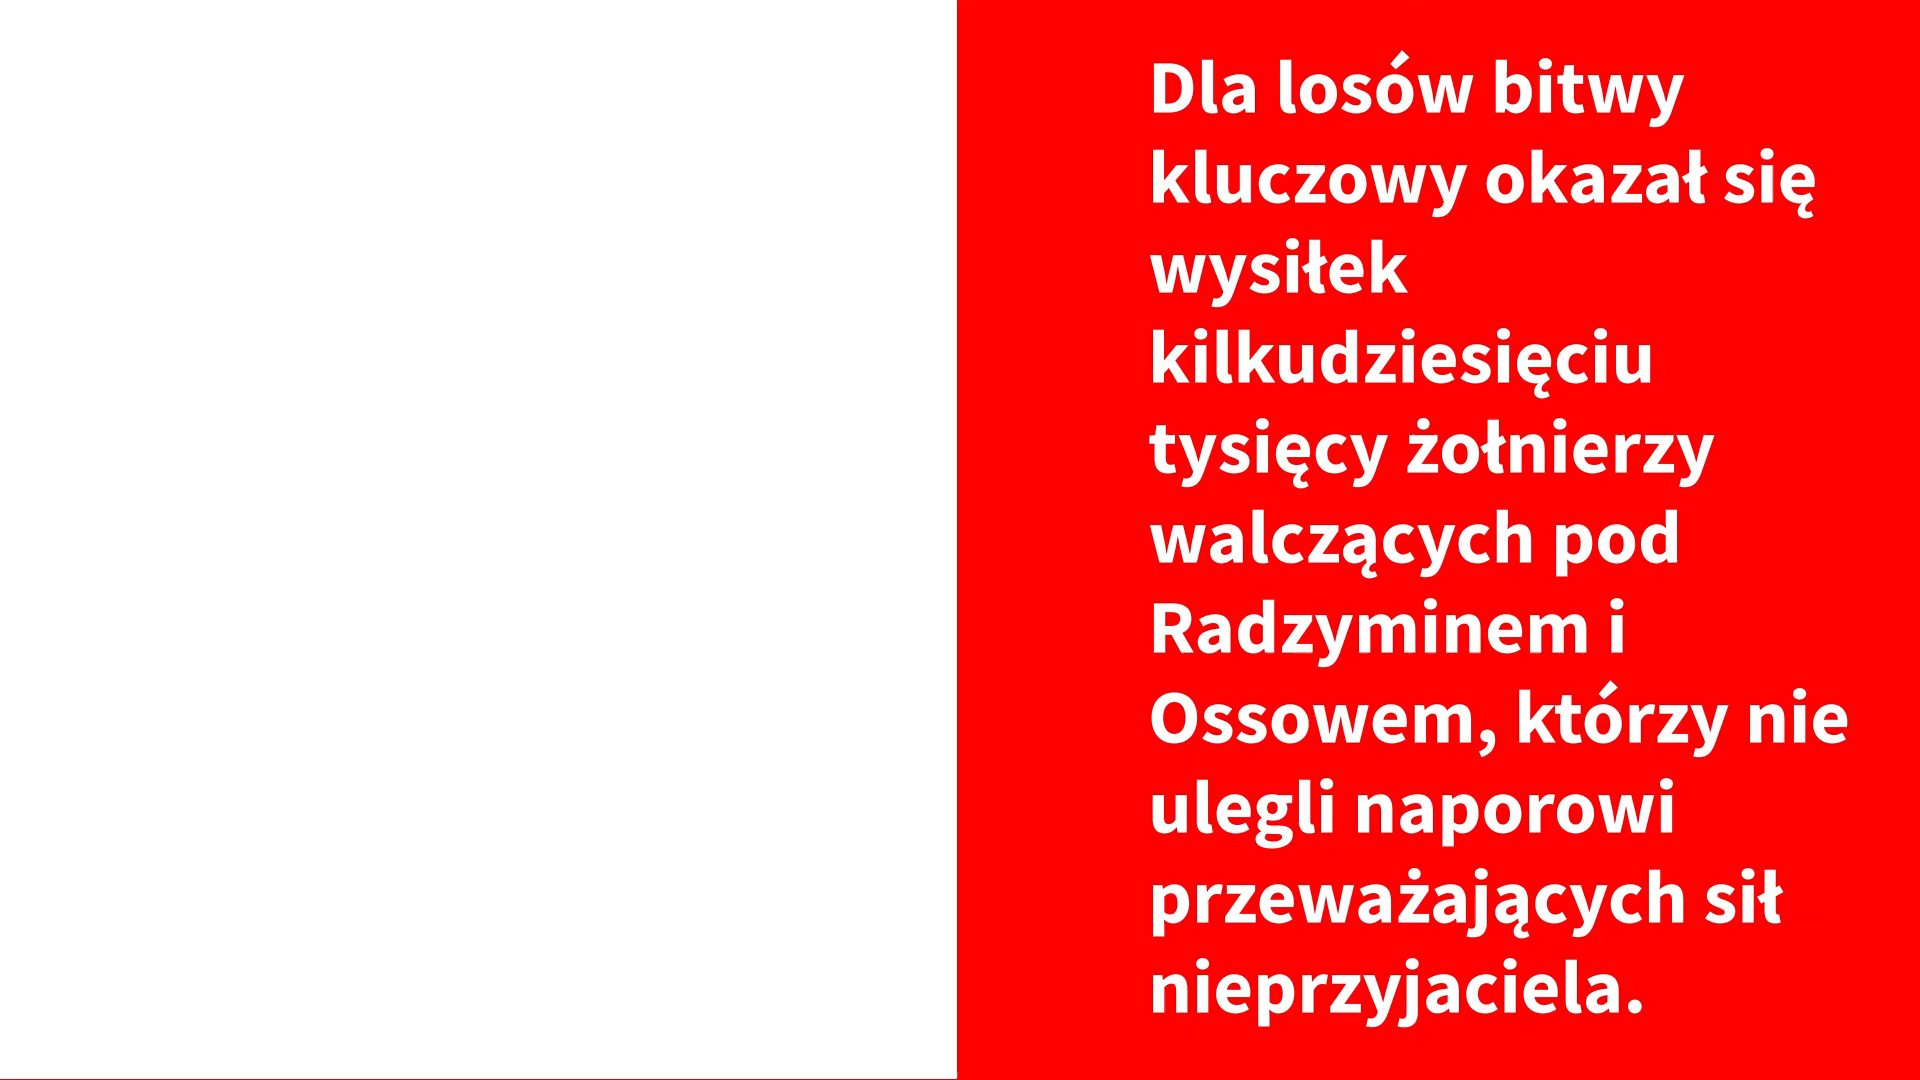 Dla losów bitwy
kluczowy okazał się
wysiłek
kilkudziesięciu
tysięcy żołnierzy
walczących pod
Radzyminem i
Ossowem, którzy nie
ulegli naporowi
przeważających sił
nieprzyjaciela.